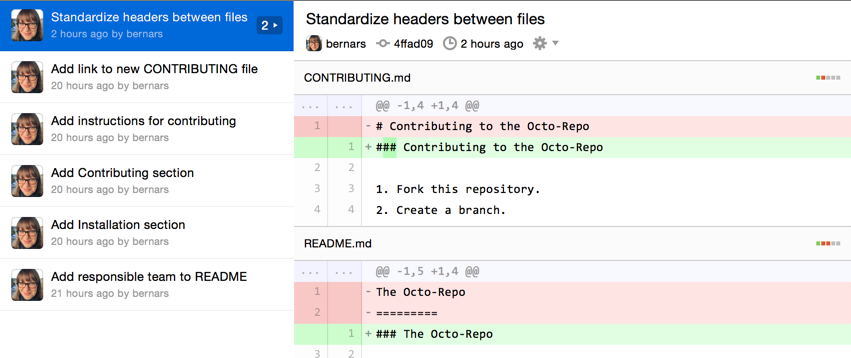 Standardize headers between files
2 hours ago by bernars
2
Add link to new CONTRIBUTING file
20 hours ago by bernars
Add instructions for contributing
20 hours ago by bernars
Add Contributing section
20 hours ago by bernars
Add Installation section
20 hours ago by bernars
Add responsible team to README
21 hours ago by bernars
Standardize headers between files
bernars 4ffad09 2 hours ago
CONTRIBUTING.md
... ... @@ -1,4 +1,4 @@
1 - # Contributing to the Octo-Repo
1 + ### Contributing to the Octo-Repo
2 2
3 3 1. Fork this repository.
4 4 2. Create a branch.
README.md
... ... @@ -1,5 +1,4 @@
1 - The Octo-Repo
2 - =========
1 + ### The Octo-Repo
3 2